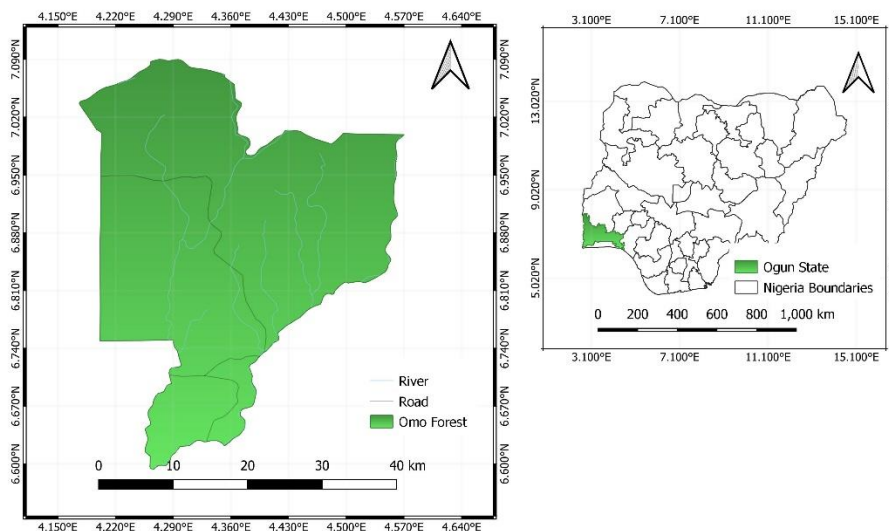 4.150°E 4.220°E 4.290°E 4.360°E 4.430°E 4.500°E 4.570°E 4.640°E
7.090°N
7.020°N
6.950°N
6.880°N
6.810°N
6.740°N
6.670°N
6.600°N
7.090°N
7.020°N
6.950°N
6.880°N
6.810°N
6.740°N
6.670°N
6.600°N
River
Road
Omo Forest
0 10 20 30 40 km
4.150°E 4.220°E 4.290°E 4.360°E 4.430°E 4.500°E 4.570°E 4.640°E
3.100°E 7.100°E 11.100°E 15.100°E
13.020°N
9.020°N
5.020°N
13.020°N
9.020°N
5.020°N
Ogun State
Nigeria Boundaries
0 200 400 600 800 1,000 km
3.100°E 7.100°E 11.100°E 15.100°E